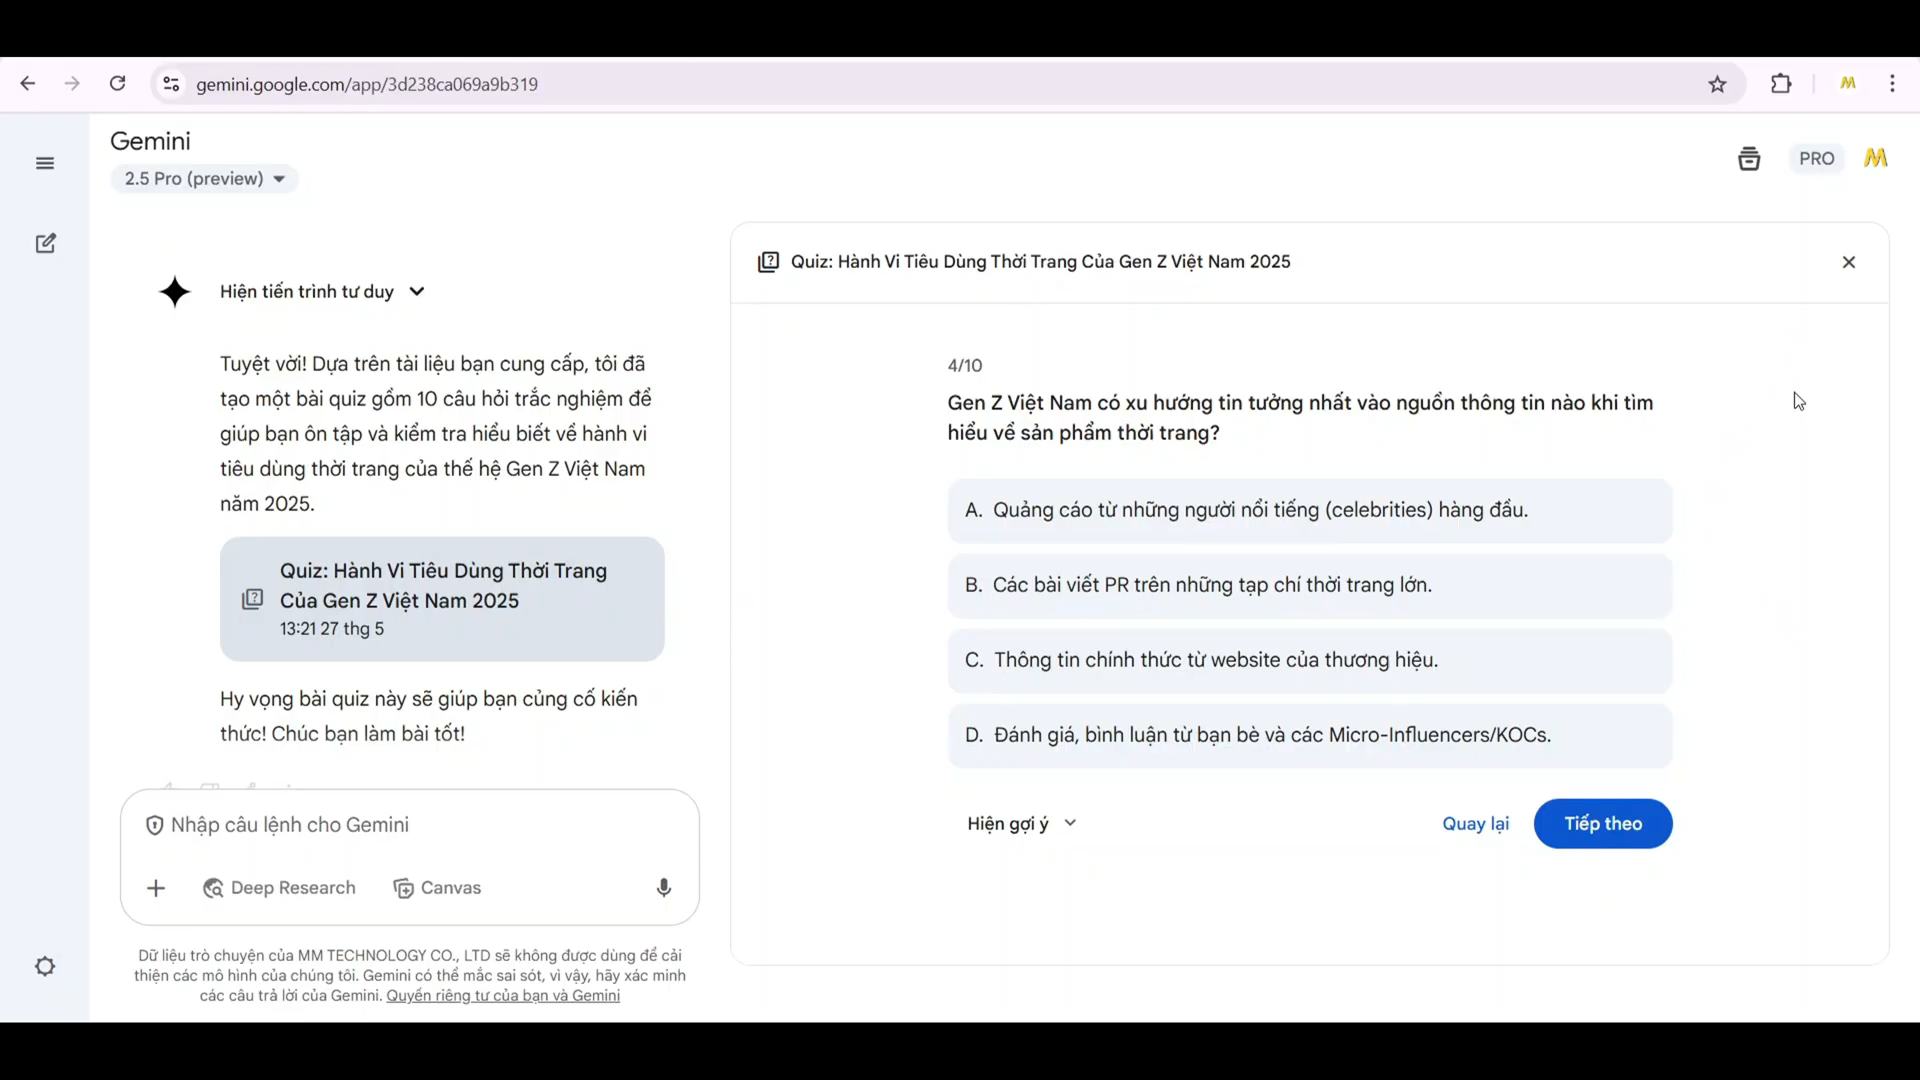 gemini.google.com/app/3d238ca069a9b319
Gemini
2.5 Pro (preview)
PRO
Hiện tiến trình tư duy
Tuyệt vời! Dựa trên tài liệu bạn cung cấp, tôi đã
tạo một bài quiz gồm 10 câu hỏi trắc nghiệm để
giúp bạn ôn tập và kiểm tra hiểu biết về hành vi
tiêu dùng thời trang của thế hệ Gen Z Việt Nam
năm 2025.
Quiz: Hành Vi Tiêu Dùng Thời Trang
Của Gen Z Việt Nam 2025
13:21 27 thg 5
Hy vọng bài quiz này sẽ giúp bạn củng cố kiến
thức! Chúc bạn làm bài tốt!
Nhập câu lệnh cho Gemini
Deep Research
Canvas
Dữ liệu trò chuyện của MM TECHNOLOGY CO., LTD sẽ không được dùng để cải
thiện các mô hình của chúng tôi. Gemini có thể mắc sai sót, vì vậy, hãy xác minh
các câu trả lời của Gemini. Quyền riêng tư của bạn và Gemini
Quiz: Hành Vi Tiêu Dùng Thời Trang Của Gen Z Việt Nam 2025
4/10
Gen Z Việt Nam có xu hướng tin tưởng nhất vào nguồn thông tin nào khi tìm
hiểu về sản phẩm thời trang?
A. Quảng cáo từ những người nổi tiếng (celebrities) hàng đầu.
B. Các bài viết PR trên những tạp chí thời trang lớn.
C. Thông tin chính thức từ website của thương hiệu.
D. Đánh giá, bình luận từ bạn bè và các Micro-Influencers/KOCs.
Hiện gợi ý
Quay lại
Tiếp theo